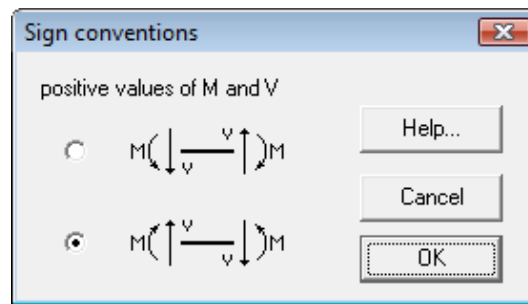 Sign conventions
positive values of M and V
M V V M
M V V M
Help...
Cancel
OK